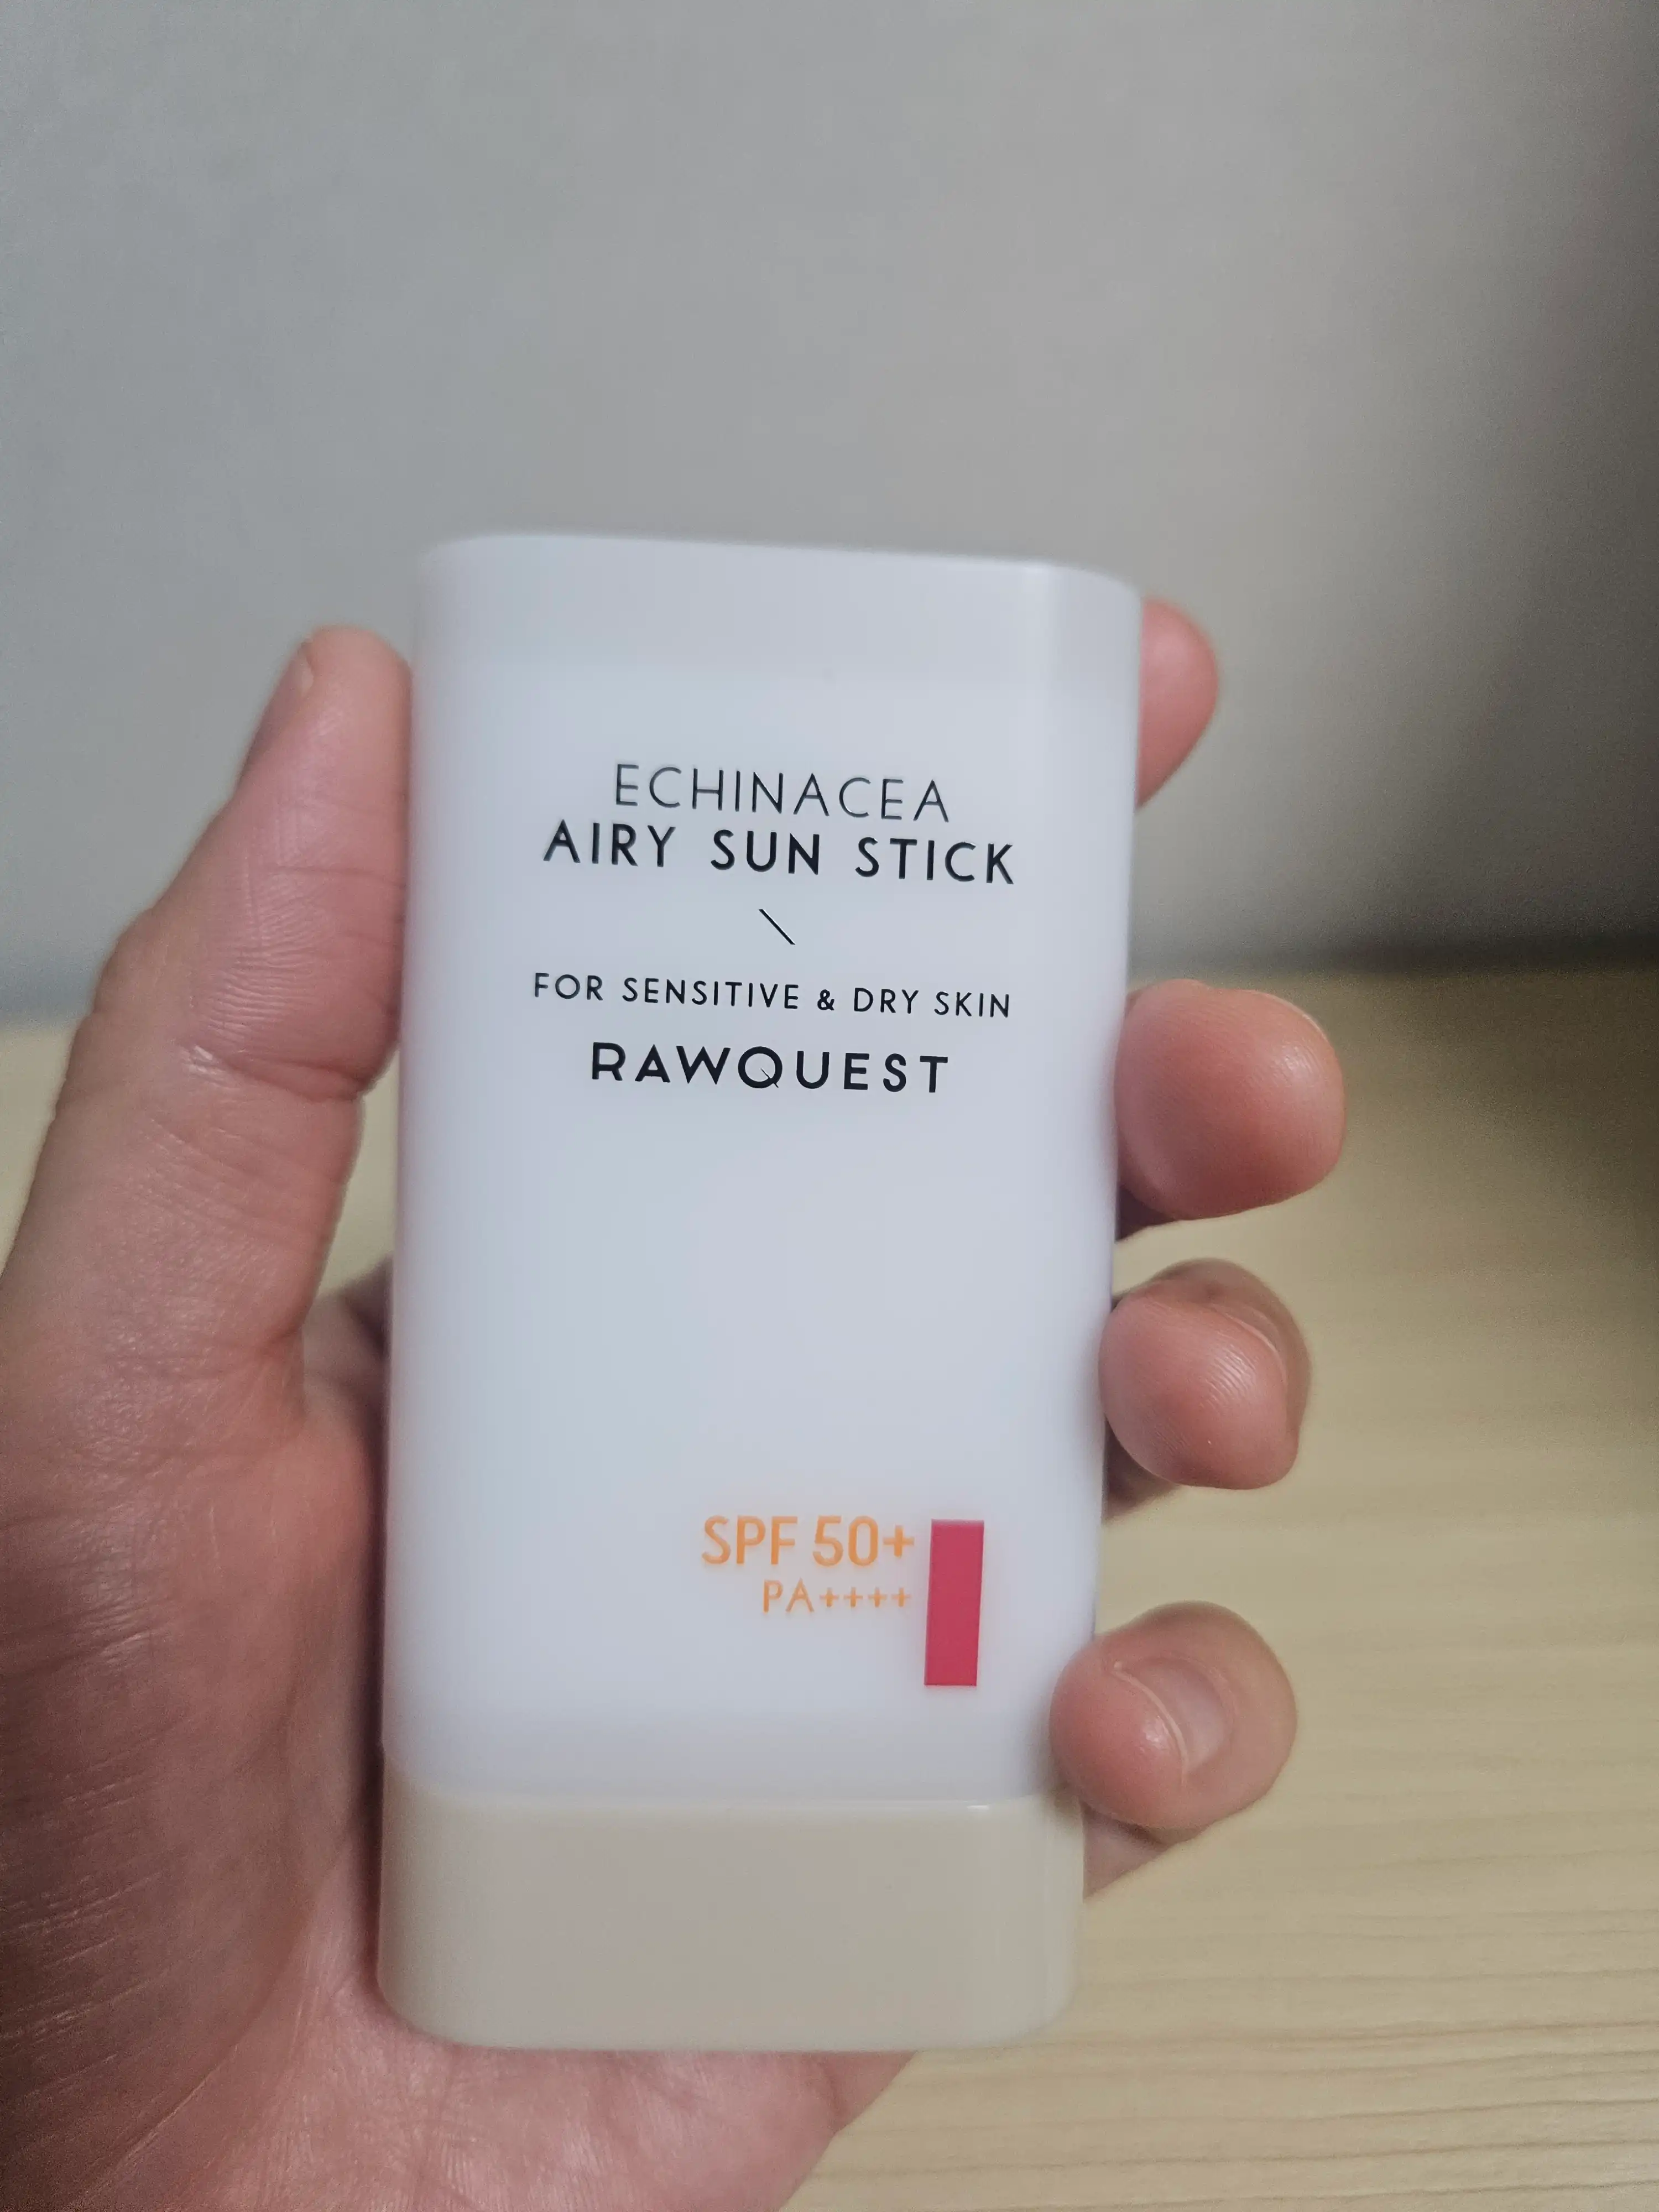 ECHINACEA
AIRY SUN STICK
\
FOR SENSITIVE & DRY SKIN
RAWQUEST
SPF 50+
PA++++